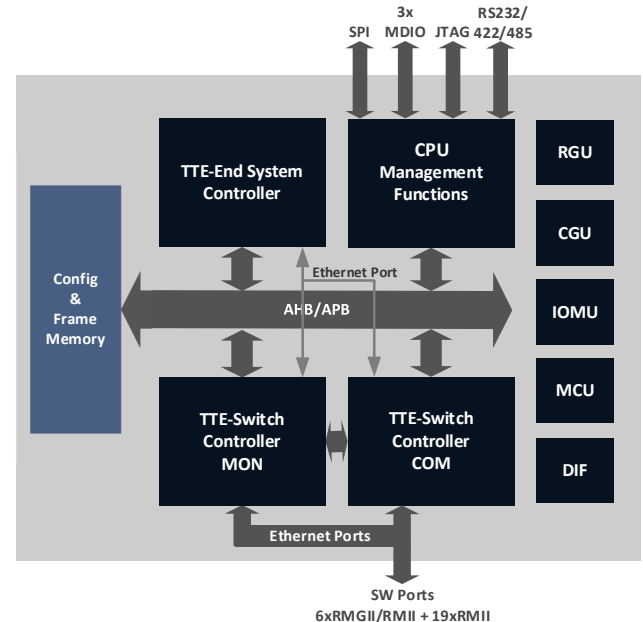 SPI
3x
MDIO
JTAG
RS232/
422/485
TTE-End System
Controller
CPU
Management
Functions
RGU
CGU
IOMU
MCU
DIF
Config
&
Frame
Memory
Ethernet Port
AHB/APB
TTE-Switch
Controller
MON
TTE-Switch
Controller
COM
Ethernet Ports
SW Ports
6xRMGII/RMII + 19xRMII